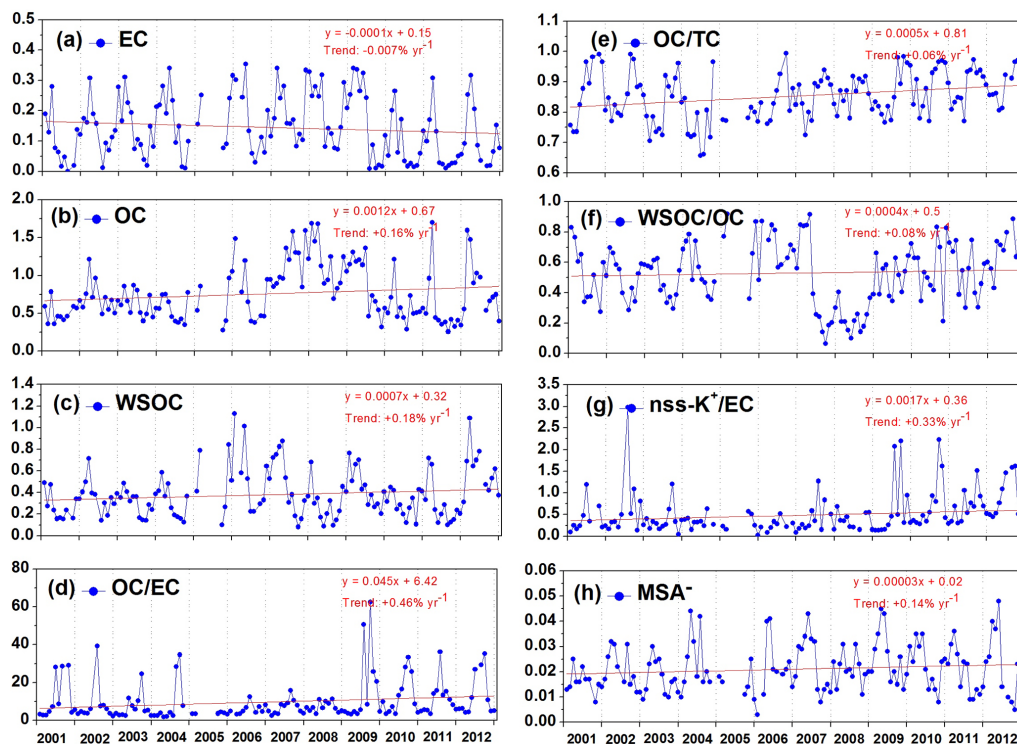 (a) EC
y = -0.0001x + 0.15
Trend: -0.007% yr⁻¹
0.5
0.4
0.3
0.2
0.1
0.0
(b) OC
y = 0.0012x + 0.67
Trend: +0.16% yr⁻¹
2.0
1.5
1.0
0.5
0.0
(c) WSOC
y = 0.0007x + 0.32
Trend: +0.18% yr⁻¹
1.6
1.4
1.2
1.0
0.8
0.6
0.4
0.2
0.0
(d) OC/EC
y = 0.045x + 6.42
Trend: +0.46% yr⁻¹
80
60
40
20
0
2001 2002 2003 2004 2005 2006 2007 2008 2009 2010 2011 2012
(e) OC/TC
y = 0.0005x + 0.81
Trend: +0.06% yr⁻¹
1.1
1.0
0.9
0.8
0.7
0.6
(f) WSOC/OC
y = 0.0004x + 0.5
Trend: +0.08% yr⁻¹
1.0
0.8
0.6
0.4
0.2
0.0
(g) nss-K⁺/EC
y = 0.0017x + 0.36
Trend: +0.33% yr⁻¹
3.5
3.0
2.5
2.0
1.5
1.0
0.5
0.0
(h) MSA⁻
y = 0.00003x + 0.02
Trend: +0.14% yr⁻¹
0.06
0.05
0.04
0.03
0.02
0.01
0.00
2001 2002 2003 2004 2005 2006 2007 2008 2009 2010 2011 2012